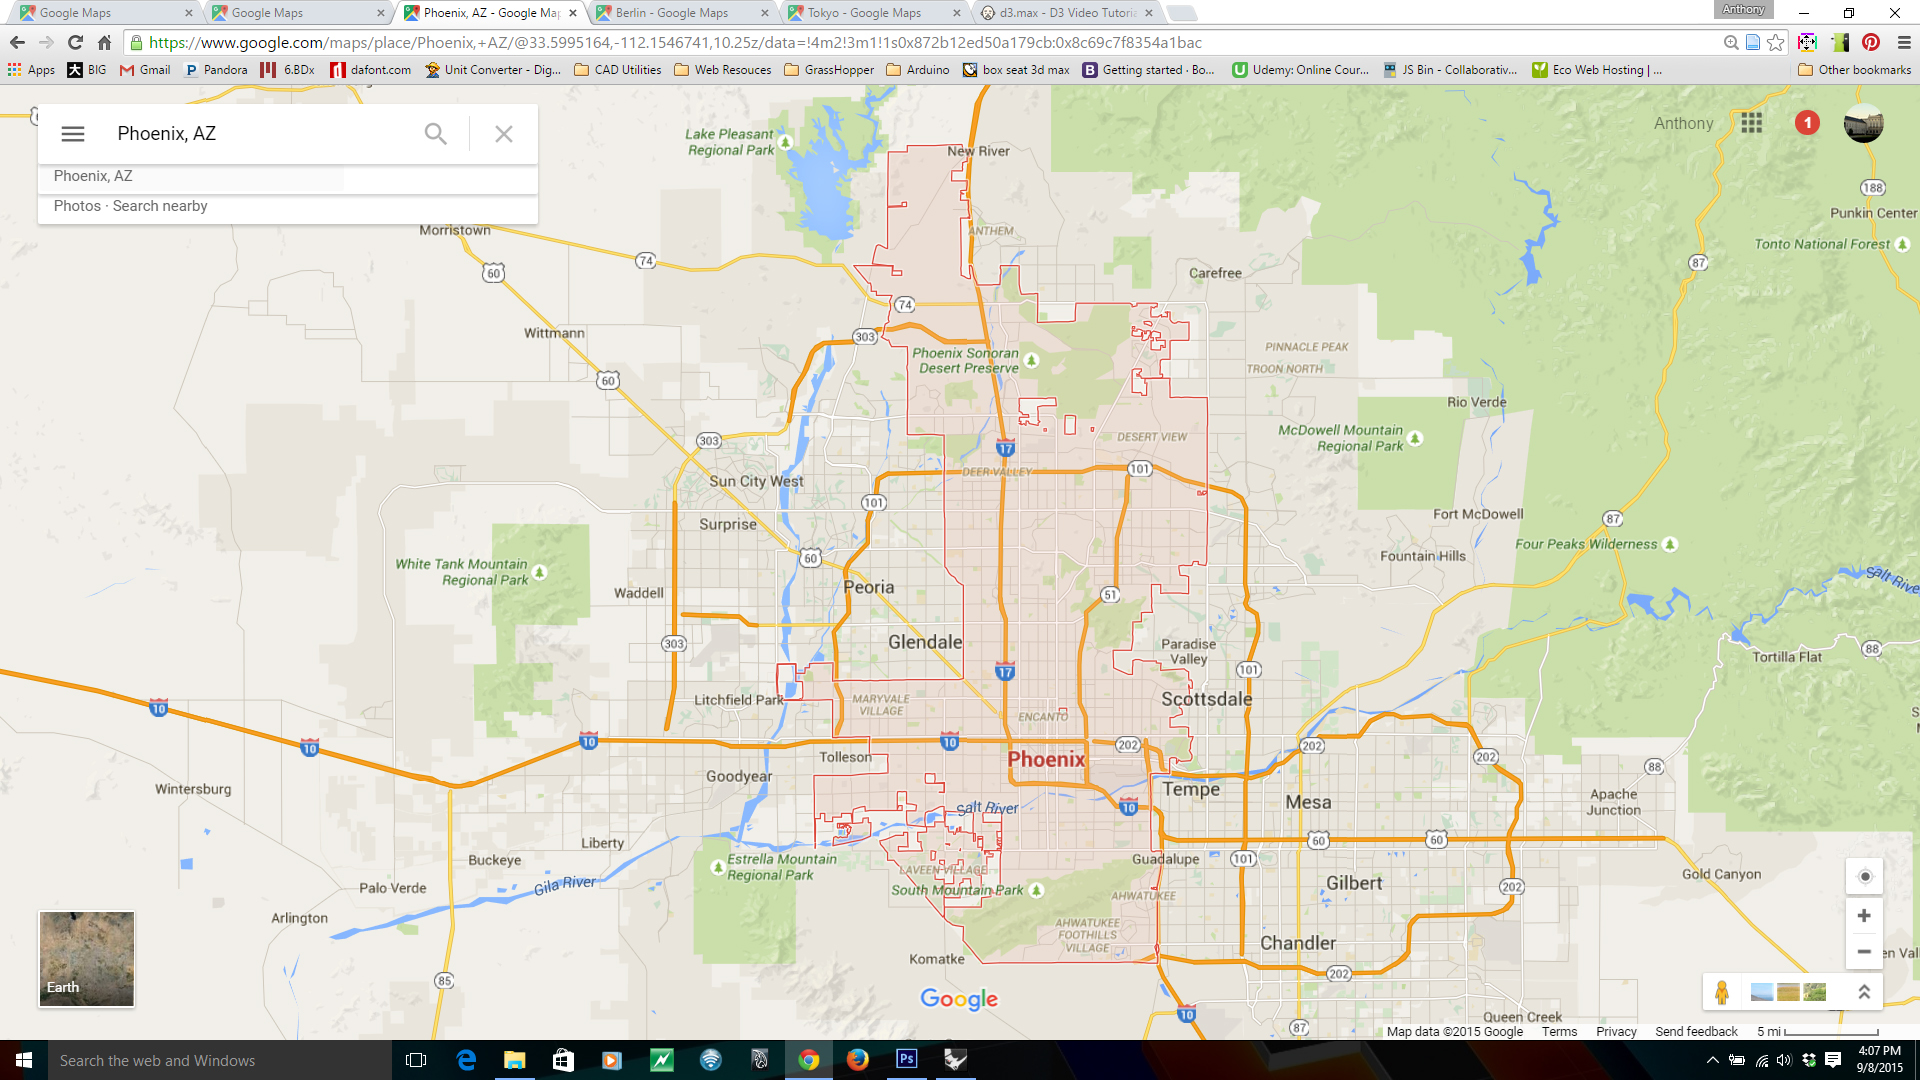 Google Maps
Google Maps
Phoenix, AZ - Google Map
Berlin - Google Maps
Tokyo - Google Maps
d3.max - D3 Video Tutoria
Anthony
https://www.google.com/maps/place/Phoenix,+AZ/@33.5995164,-112.1546741,10.25z/data=!4m2!3m1!1s0x872b12ed50a179cb:0x8c69c7f8354a1bac
Apps
BIG
Gmail
Pandora
6.BDx
dafont.com
Unit Converter - Dig...
CAD Utilities
Web Resouces
GrassHopper
Arduino
box seat 3d max
Getting started · Bo...
Udemy: Online Cour...
JS Bin - Collaborativ...
Eco Web Hosting | ...
Other bookmarks
Phoenix, AZ
Phoenix, AZ
Photos · Search nearby
Anthony
1
Lake Pleasant
Regional Park
New River
188
Punkin Center
Morristown
ANTHEM
Tonto National Forest
74
60
87
Carefree
74
Wittmann
303
PINNACLE PEAK
Phoenix Sonoran
Desert Preserve
TROON NORTH
60
Rio Verde
McDowell Mountain
Regional Park
303
17
DESERT VIEW
DEER VALLEY
101
Sun City West
101
Surprise
Fort McDowell
87
Four Peaks Wilderness
Fountain Hills
60
White Tank Mountain
Regional Park
Salt River
Peoria
Waddell
51
303
Glendale
Paradise
Valley
88
Tortilla Flat
17
101
Litchfield Park
MARYVALE
VILLAGE
Scottsdale
10
ENCANTO
10
10
10
202
202
202
Tolleson
Phoenix
88
Goodyear
Wintersburg
Tempe
Mesa
Apache
Junction
Salt River
10
Liberty
60
60
Buckeye
Estrella Mountain
Regional Park
Guadalupe
101
LAVEEN VILLAGE
Gold Canyon
Palo Verde
Gila River
South Mountain Park
Gilbert
202
AHWATUKEE
Arlington
AHWATUKEE
FOOTHILLS
VILLAGE
Chandler
en Val
Komatke
202
85
Earth
Google
10
Queen Creek
87
Map data ©2015 Google
Terms
Privacy
Send feedback
5 mi
Search the web and Windows
Ps
4:07 PM
9/8/2015